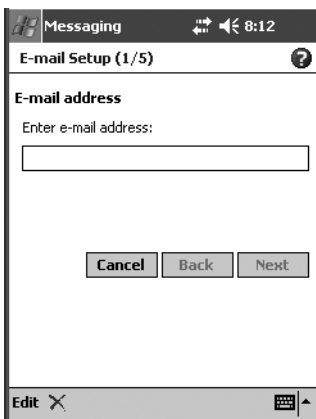 Messaging 8:12
E-mail Setup (1/5) ?
E-mail address
Enter e-mail address:
Cancel Back Next
Edit